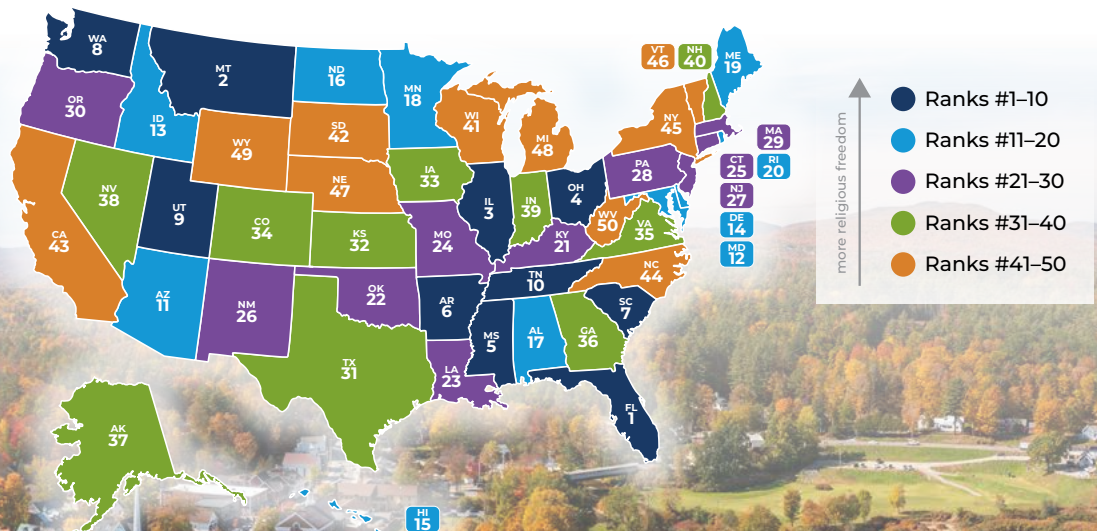 WA
8
MT
2
ND
16
MN
18
VT
46
NH
40
ME
19
OR
30
ID
13
WY
49
SD
42
WI
41
MI
48
NY
45
MA
29
CT
25
RI
20
NJ
27
DE
14
MD
12
NV
38
UT
9
CO
34
NE
47
IA
33
IL
3
IN
39
OH
4
PA
28
CA
43
KS
32
MO
24
KY
21
WV
50
VA
35
AZ
11
NM
26
OK
22
AR
6
TN
10
NC
44
TX
31
LA
23
MS
5
AL
17
GA
36
SC
7
FL
1
AK
37
HI
15
more religious freedom
Ranks #1–10
Ranks #11–20
Ranks #21–30
Ranks #31–40
Ranks #41–50